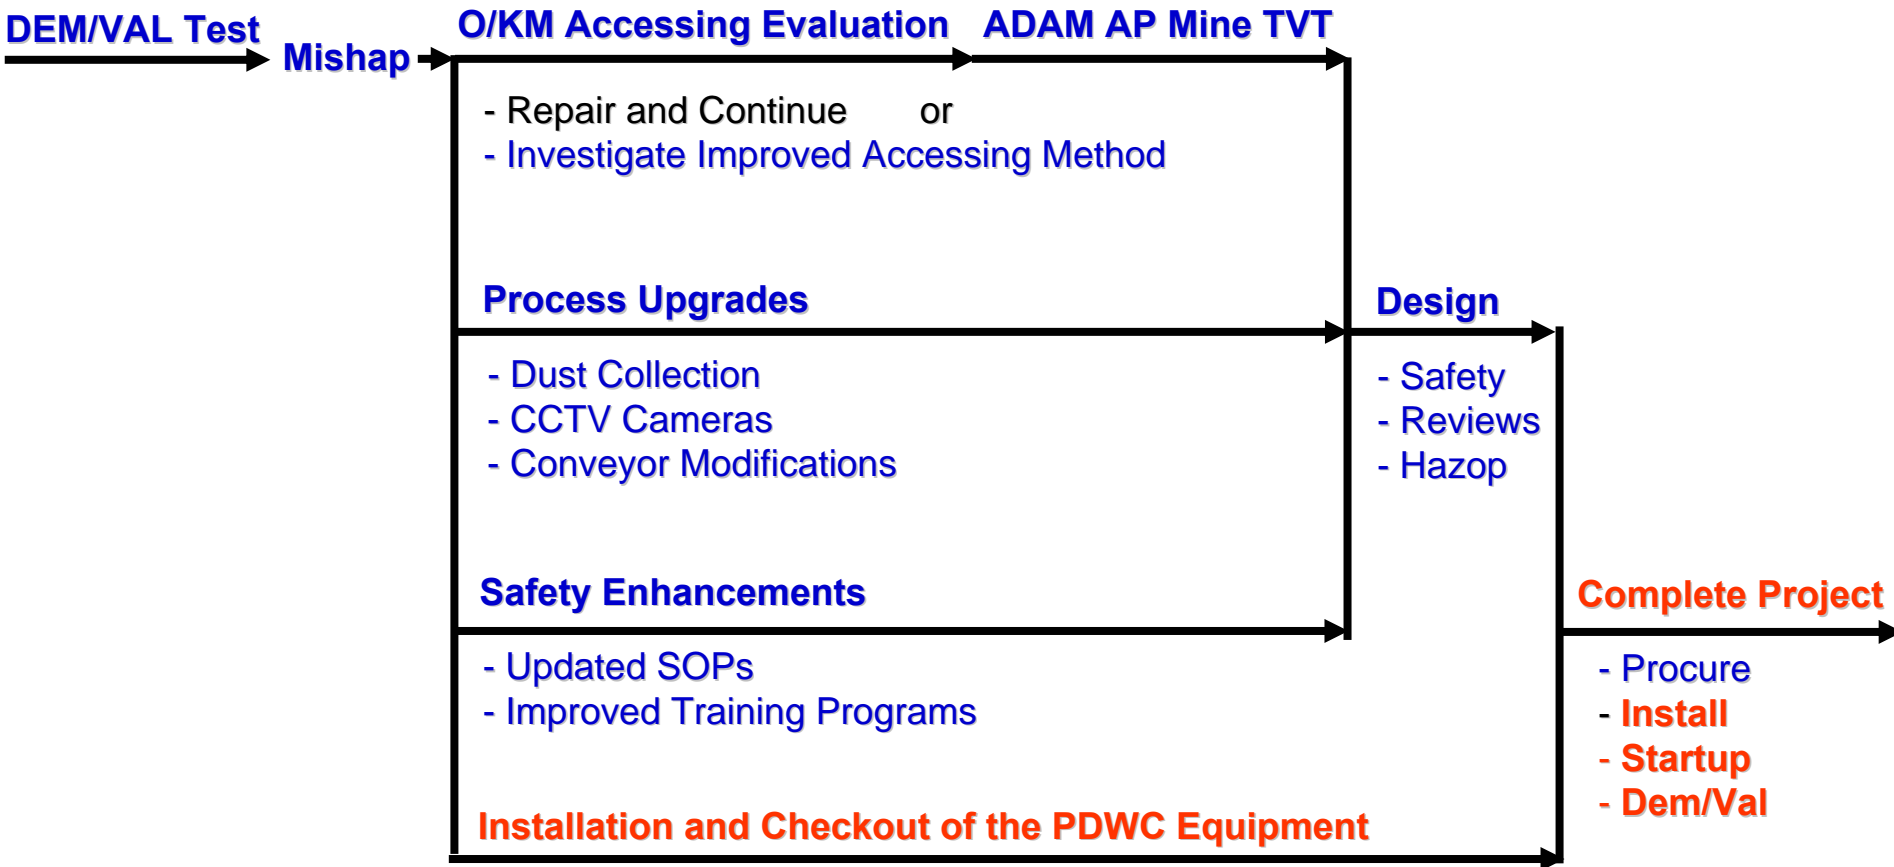 DEM/VAL Test
Mishap
O/KM Accessing Evaluation
ADAM AP Mine TVT
- Repair and Continue or
- Investigate Improved Accessing Method
Process Upgrades
- Dust Collection
- CCTV Cameras
- Conveyor Modifications
Design
- Safety
- Reviews
- Hazop
Safety Enhancements
- Updated SOPs
- Improved Training Programs
Complete Project
- Procure
- Install
- Startup
- Dem/Val
Installation and Checkout of the PDWC Equipment